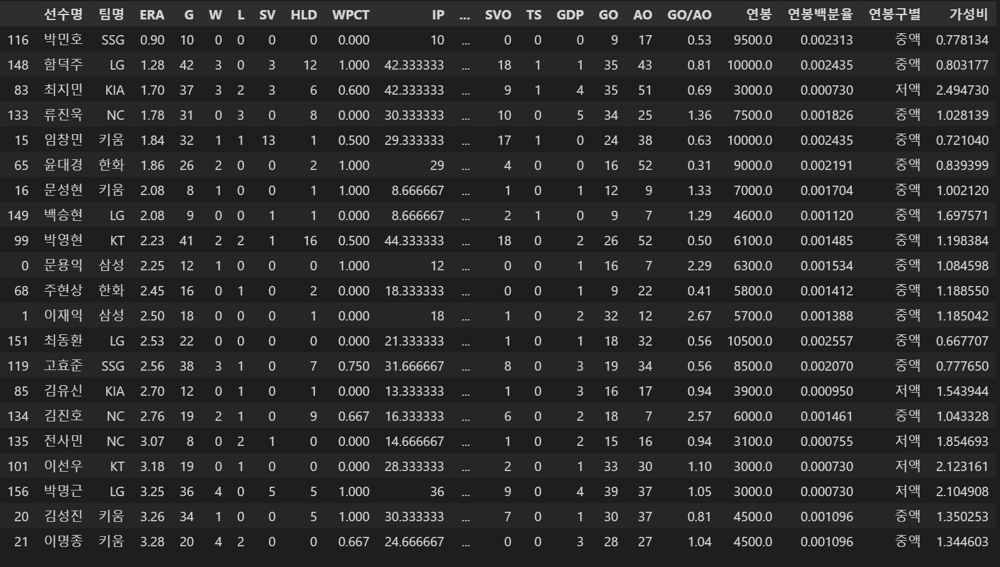 선수명 팀명 ERA G W L SV HLD WPCT IP ... SVO TS GDP GO AO GO/AO 연봉 연봉백분율 연봉구별 가성비
116 박민호 SSG 0.90 10 0 0 0 0 0.000 10 ... 0 0 0 9 17 0.53 9500.0 0.002313 중액 0.778134
148 함덕주 LG 1.28 42 3 0 3 12 1.000 42.333333 ... 18 1 1 35 43 0.81 10000.0 0.002435 중액 0.803177
83 최지민 KIA 1.70 37 3 2 3 6 0.600 42.333333 ... 9 1 4 35 51 0.69 3000.0 0.000730 저액 2.494730
133 류진욱 NC 1.78 31 0 3 0 8 0.000 30.333333 ... 10 0 5 34 25 1.36 7500.0 0.001826 중액 1.028139
15 임창민 키움 1.84 32 1 1 13 1 0.500 29.333333 ... 17 1 0 24 38 0.63 10000.0 0.002435 중액 0.721040
65 윤대경 한화 1.86 26 2 0 0 2 1.000 29 ... 4 0 0 16 52 0.31 9000.0 0.002191 중액 0.839399
16 문성현 키움 2.08 8 1 0 0 1 1.000 8.666667 ... 1 0 1 12 9 1.33 7000.0 0.001704 중액 1.002120
149 백승현 LG 2.08 9 0 0 1 1 0.000 8.666667 ... 2 1 0 9 7 1.29 4600.0 0.001120 중액 1.697571
99 박영현 KT 2.23 41 2 2 1 16 0.500 44.333333 ... 18 0 2 26 52 0.50 6100.0 0.001485 중액 1.198384
0 문용익 삼성 2.25 12 1 0 0 0 1.000 12 ... 0 0 1 16 7 2.29 6300.0 0.001534 중액 1.084598
68 주현상 한화 2.45 16 0 1 0 2 0.000 18.333333 ... 0 0 1 9 22 0.41 5800.0 0.001412 중액 1.188550
1 이재익 삼성 2.50 18 0 0 0 1 0.000 18 ... 1 0 2 32 12 2.67 5700.0 0.001388 중액 1.185042
151 최동환 LG 2.53 22 0 0 0 0 0.000 21.333333 ... 1 0 1 18 32 0.56 10500.0 0.002557 중액 0.667707
119 고효준 SSG 2.56 38 3 1 0 7 0.750 31.666667 ... 8 0 3 19 34 0.56 8500.0 0.002070 중액 0.777650
85 김유신 KIA 2.70 12 0 1 0 1 0.000 13.333333 ... 1 0 3 16 17 0.94 3900.0 0.000950 저액 1.543944
134 김진호 NC 2.76 19 2 1 0 9 0.667 16.333333 ... 6 0 2 18 7 2.57 6000.0 0.001461 중액 1.043328
135 전사민 NC 3.07 8 0 2 1 0 0.000 14.666667 ... 1 0 2 15 16 0.94 3100.0 0.000755 저액 1.854693
101 이선우 KT 3.18 19 0 1 0 0 0.000 28.333333 ... 2 0 1 33 30 1.10 3000.0 0.000730 저액 2.123161
156 박명근 LG 3.25 36 4 0 5 5 1.000 36 ... 9 0 4 39 37 1.05 3000.0 0.000730 저액 2.104908
20 김성진 키움 3.26 34 1 0 0 5 1.000 30.333333 ... 7 0 1 30 37 0.81 4500.0 0.001096 중액 1.350253
21 이명종 키움 3.28 20 4 2 0 0 0.667 24.666667 ... 0 0 3 28 27 1.04 4500.0 0.001096 중액 1.344603